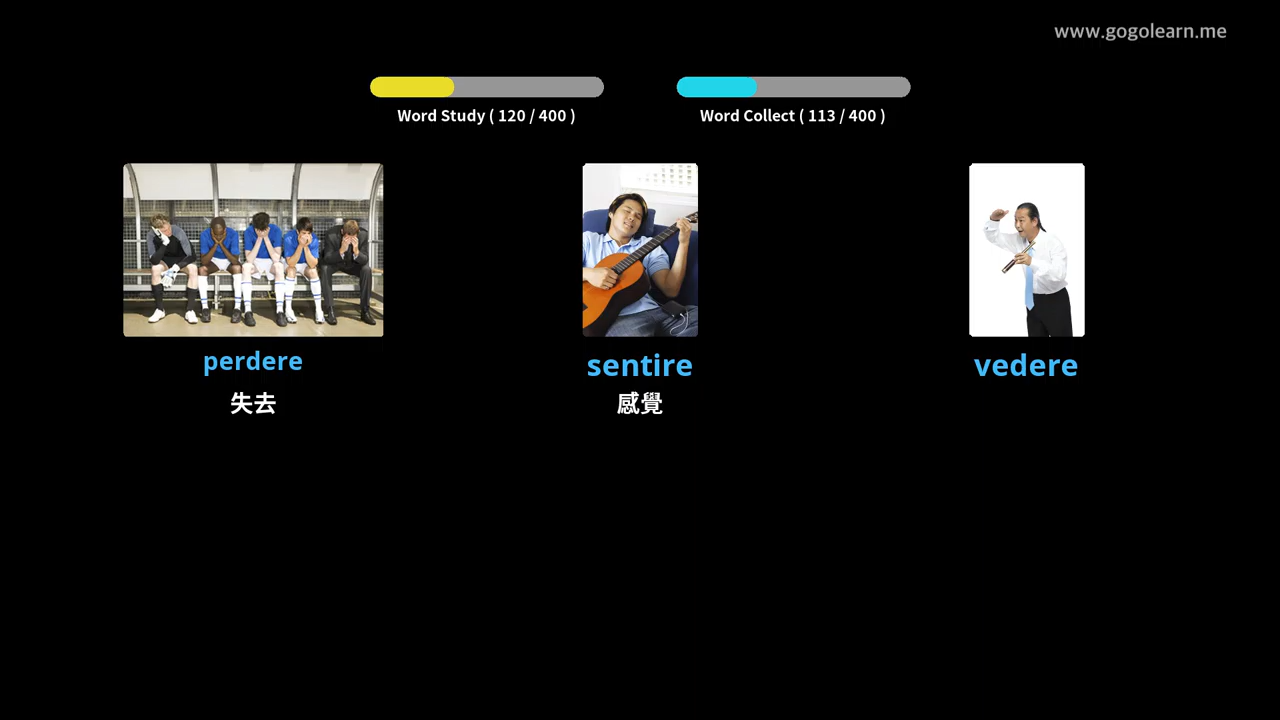 www.gogolearn.me
Word Study ( 120 / 400 )
Word Collect ( 113 / 400 )
perdere
sentire
vedere
失去
感覺